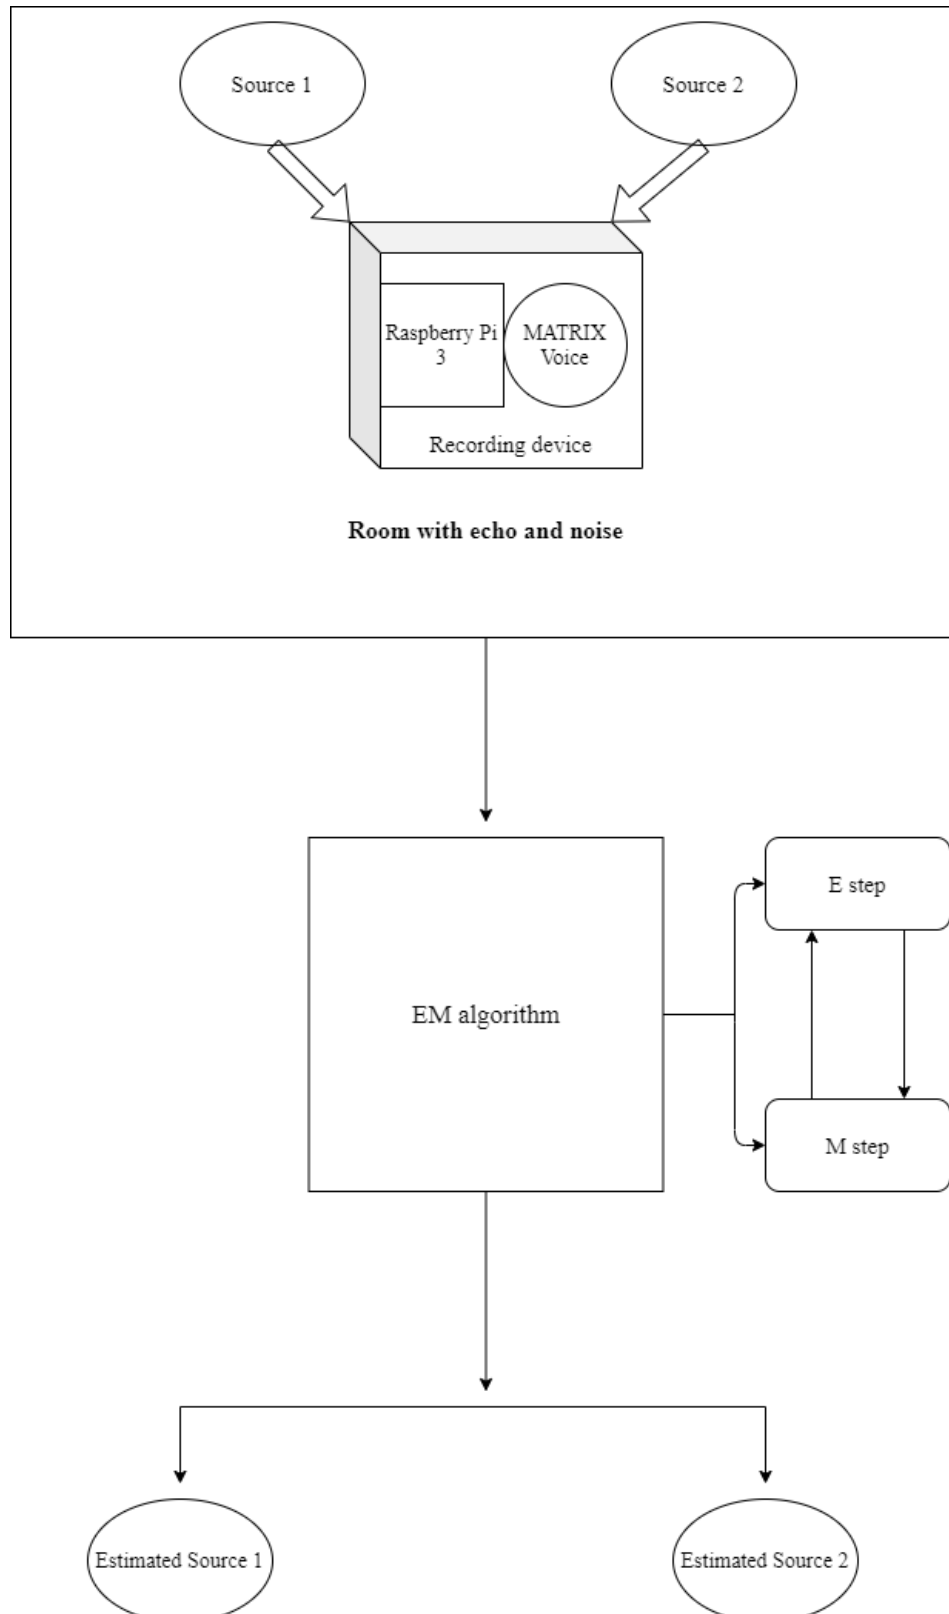 Source 1
Source 2
Raspberry Pi
3
MATRIX
Voice
Recording device
Room with echo and noise
E step
EM algorithm
M step
Estimated Source 1
Estimated Source 2